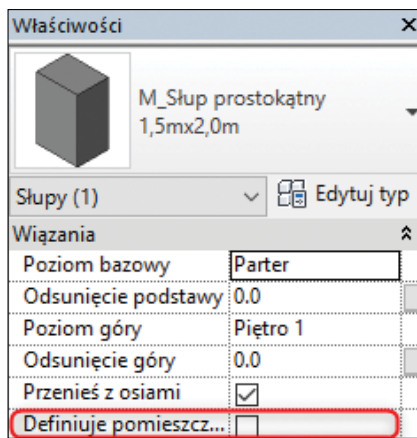 Właściwości
M_Słup prostokątny
1,5mx2,0m
Słupy (1) Edytuj typ
Wiązania
Poziom bazowy Parter
Odsunięcie podstawy 0.0
Poziom góry Piętro 1
Odsunięcie góry 0.0
Przenieś z osiami
Definiuje pomieszcz...